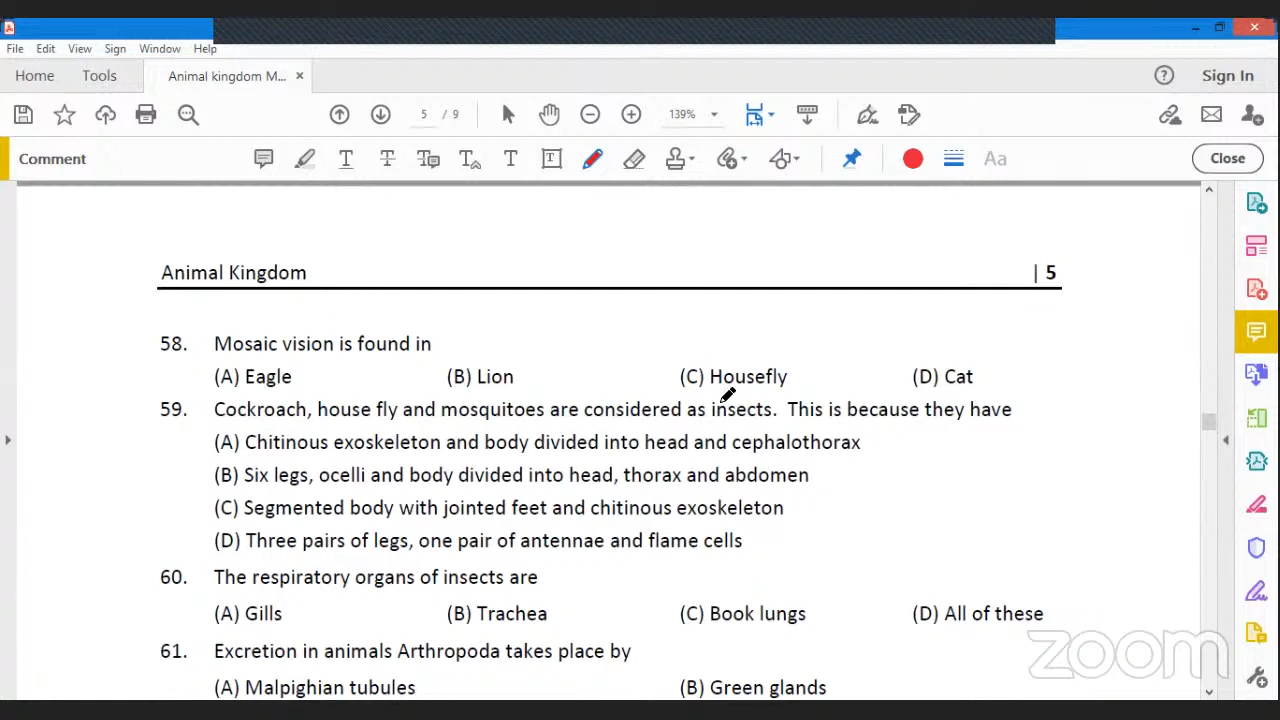 File Edit View Sign Window Help
Home Tools Animal kingdom M... × Sign In
5 / 9 139%
Comment Close
Animal Kingdom | 5
58. Mosaic vision is found in
(A) Eagle (B) Lion (C) Housefly (D) Cat
59. Cockroach, house fly and mosquitoes are considered as insects. This is because they have
(A) Chitinous exoskeleton and body divided into head and cephalothorax
(B) Six legs, ocelli and body divided into head, thorax and abdomen
(C) Segmented body with jointed feet and chitinous exoskeleton
(D) Three pairs of legs, one pair of antennae and flame cells
60. The respiratory organs of insects are
(A) Gills (B) Trachea (C) Book lungs (D) All of these
61. Excretion in animals Arthropoda takes place by
(A) Malpighian tubules (B) Green glands
zoom